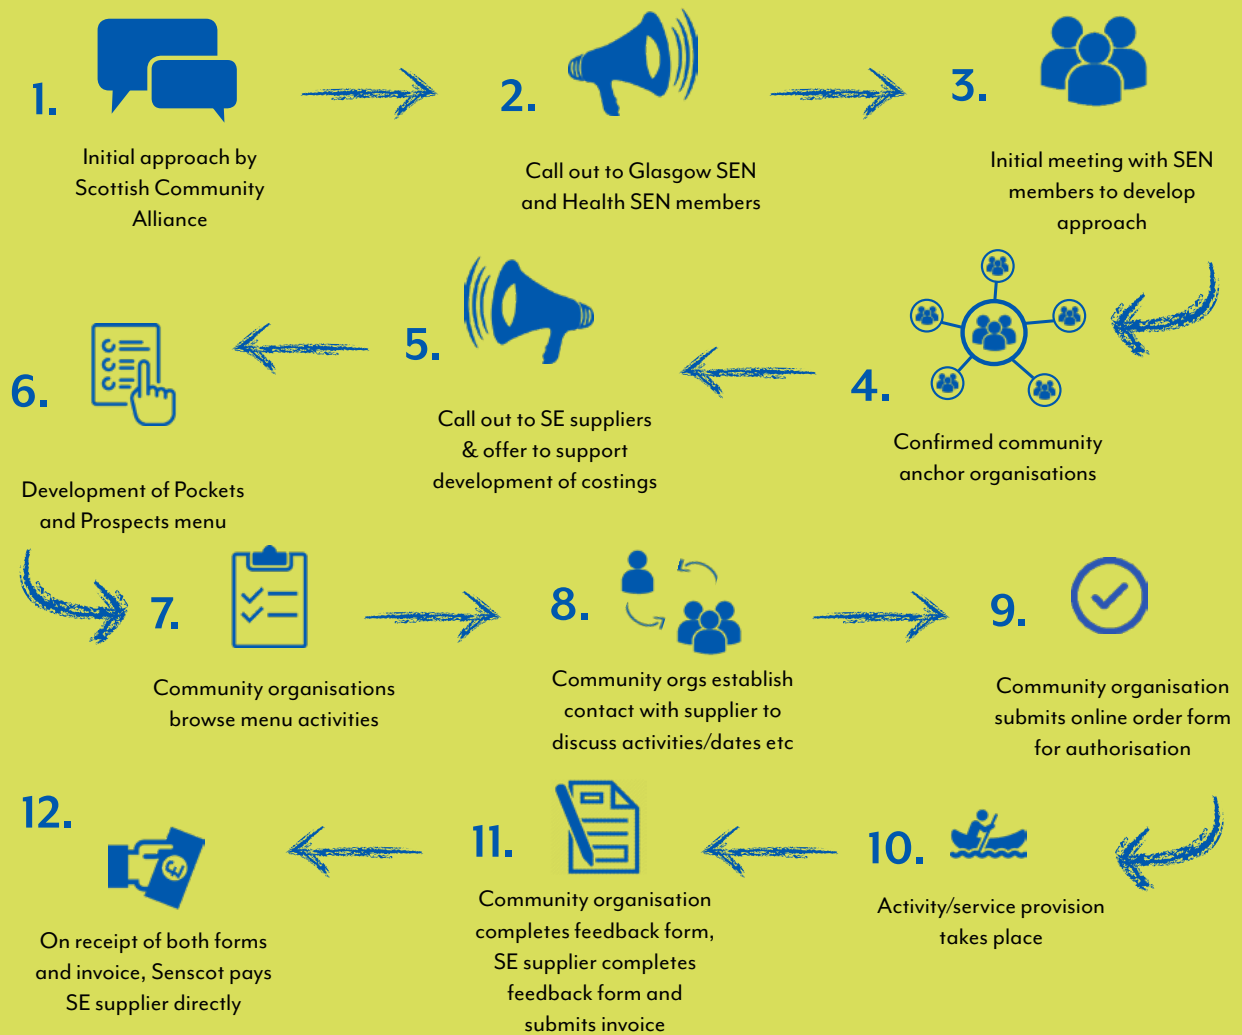 1.
Initial approach by
Scottish Community
Alliance
2.
Call out to Glasgow SEN
and Health SEN members
3.
Initial meeting with SEN
members to develop
approach
4.
Confirmed community
anchor organisations
5.
Call out to SE suppliers
& offer to support
development of costings
6.
Development of Pockets
and Prospects menu
7.
Community organisations
browse menu activities
8.
Community orgs establish
contact with supplier to
discuss activities/dates etc
9.
Community organisation
submits online order form
for authorisation
10.
Activity/service provision
takes place
11.
Community organisation
completes feedback form,
SE supplier completes
feedback form and
submits invoice
12.
£
On receipt of both forms
and invoice, Senscot pays
SE supplier directly